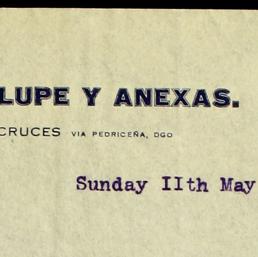 LUPE Y ANEXAS.
CRUCES VIA PEDRICEÑA, DGO
Sunday IIth May